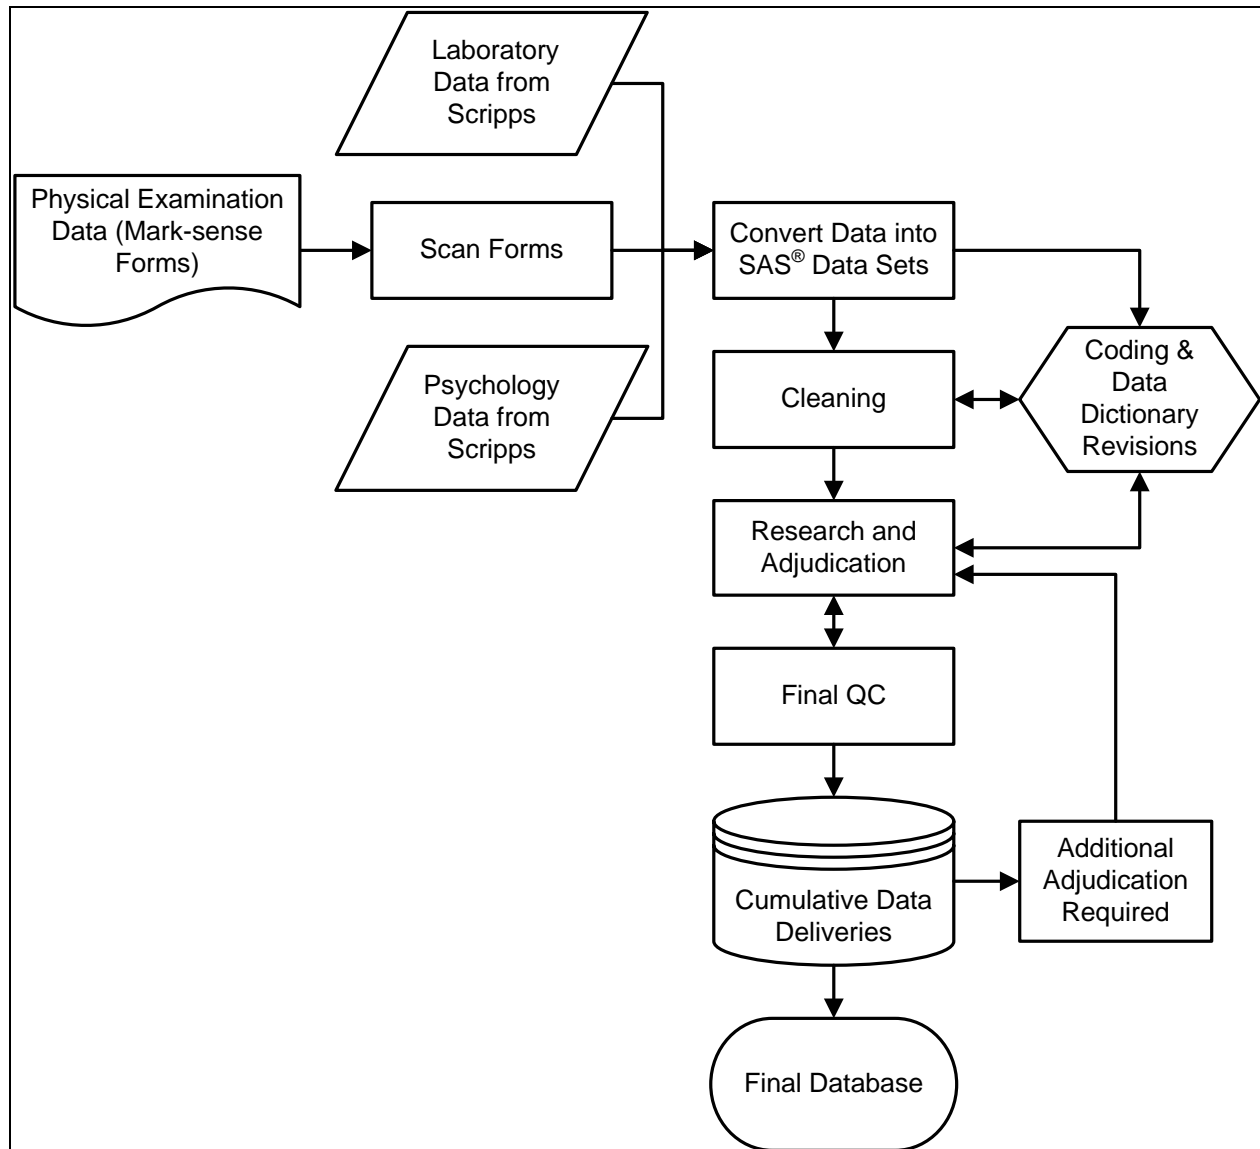 Laboratory
Data from
Scripps
Physical Examination
Data (Mark-sense
Forms)
Scan Forms
Convert Data into
SAS® Data Sets
Psychology
Data from
Scripps
Cleaning
Coding &
Data
Dictionary
Revisions
Research and
Adjudication
Final QC
Cumulative Data
Deliveries
Additional
Adjudication
Required
Final Database